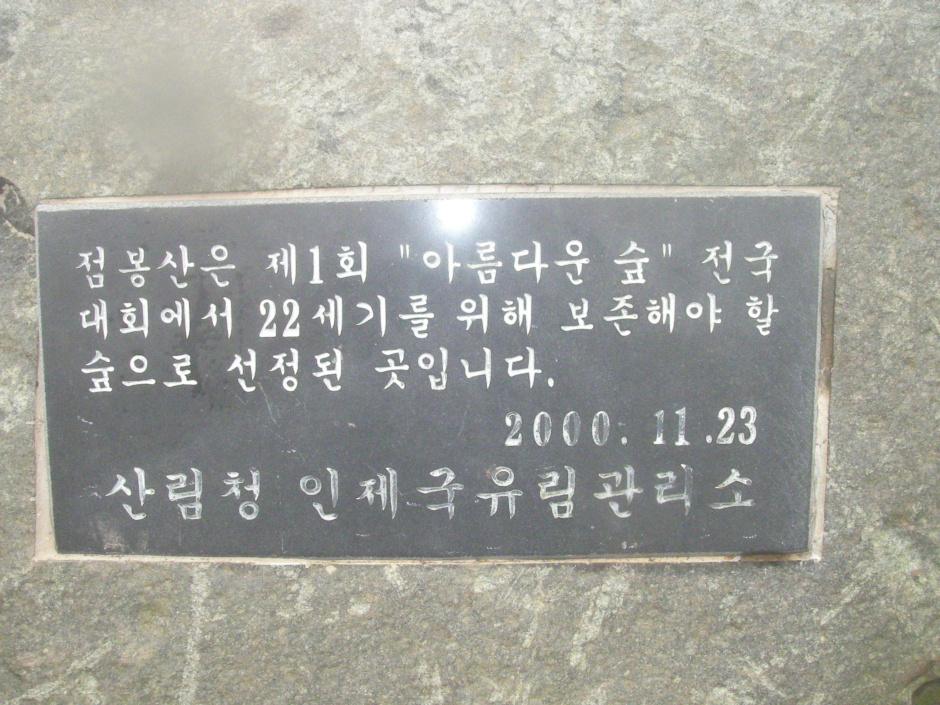 점봉산은 제1회 "아름다운 숲" 전국
대회에서 22세기를 위해 보존해야 할
숲으로 선정된 곳입니다.
2000. 11.23
산림청 인제국유림관리소